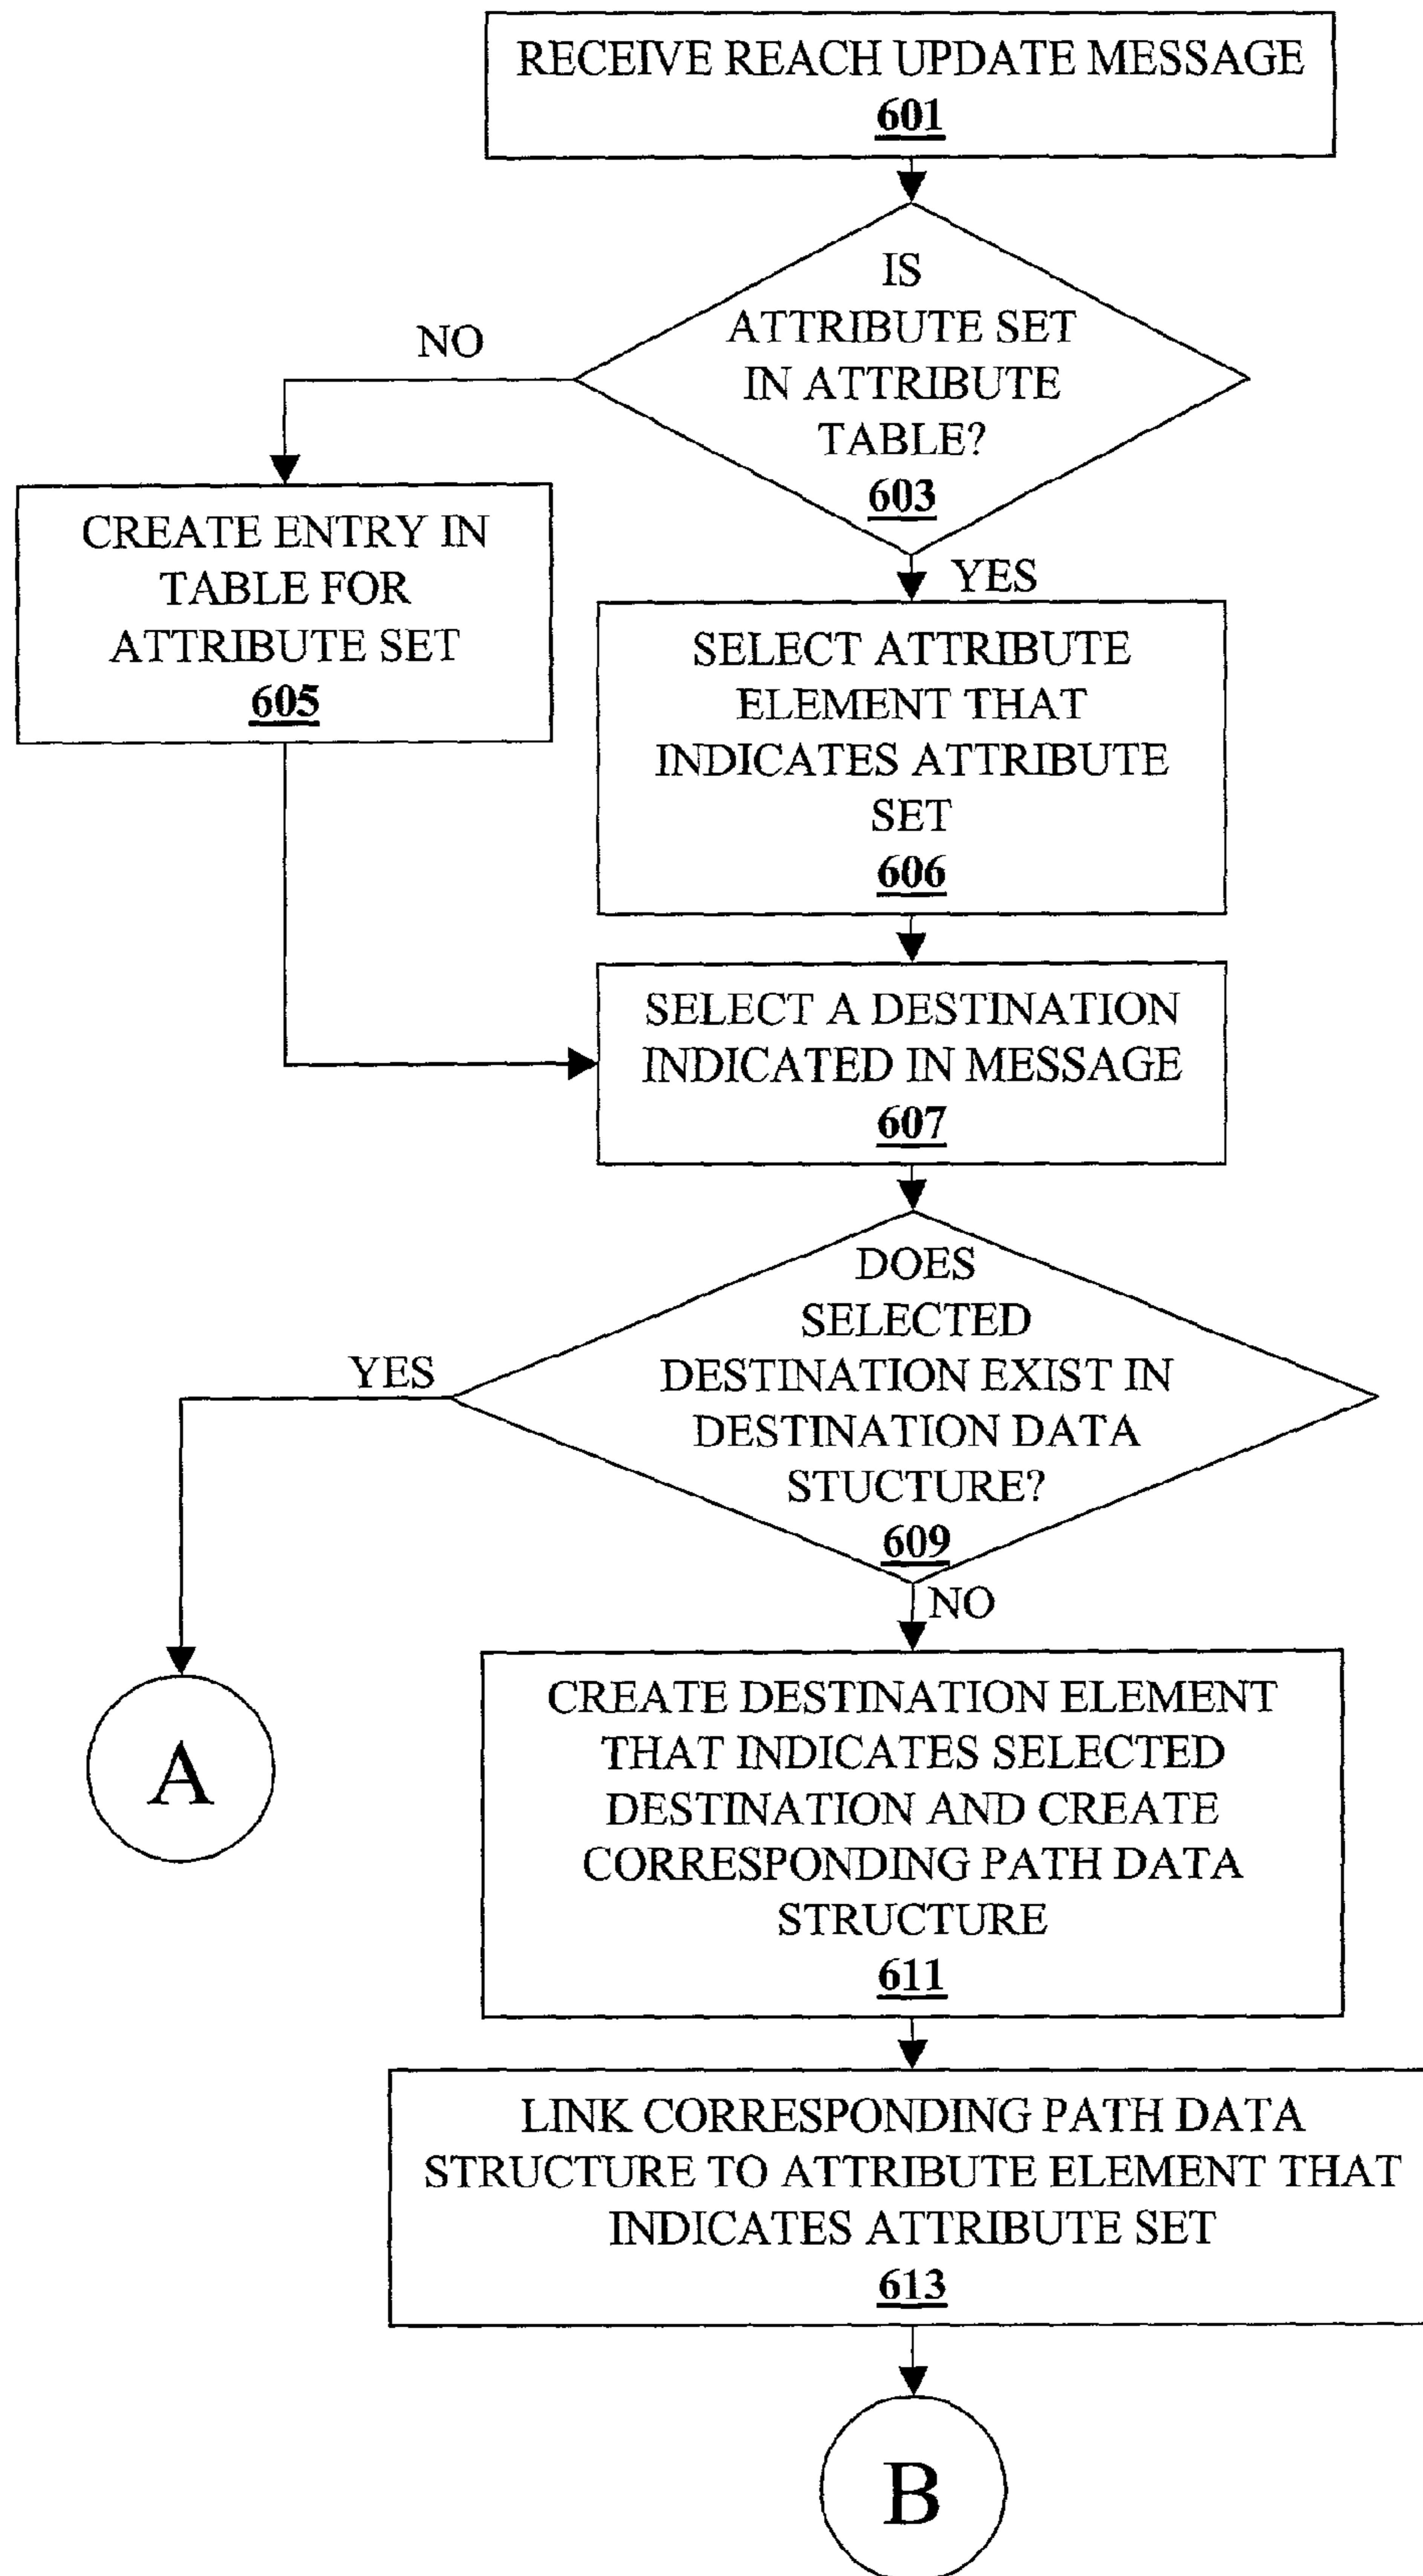 RECEIVE REACH UPDATE MESSAGE
601
IS
ATTRIBUTE SET
IN ATTRIBUTE
TABLE?
603
NO
YES
CREATE ENTRY IN
TABLE FOR
ATTRIBUTE SET
605
SELECT ATTRIBUTE
ELEMENT THAT
INDICATES ATTRIBUTE
SET
606
SELECT A DESTINATION
INDICATED IN MESSAGE
607
DOES
SELECTED
DESTINATION EXIST IN
DESTINATION DATA
STUCTURE?
609
YES
NO
A
CREATE DESTINATION ELEMENT
THAT INDICATES SELECTED
DESTINATION AND CREATE
CORRESPONDING PATH DATA
STRUCTURE
611
LINK CORRESPONDING PATH DATA
STRUCTURE TO ATTRIBUTE ELEMENT THAT
INDICATES ATTRIBUTE SET
613
B